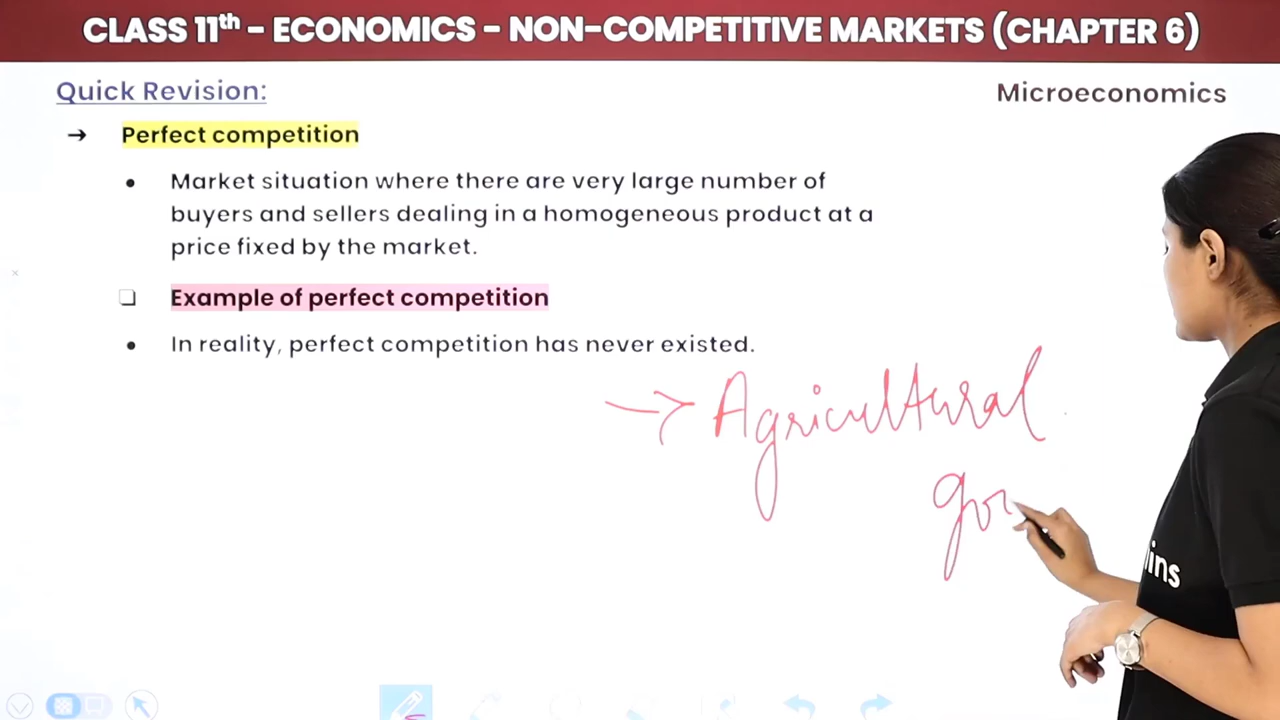 CLASS 11th - ECONOMICS - NON-COMPETITIVE MARKETS (CHAPTER 6)
Quick Revision:
Microeconomics
→ Perfect competition
• Market situation where there are very large number of
buyers and sellers dealing in a homogeneous product at a
price fixed by the market.
❑ Example of perfect competition
• In reality, perfect competition has never existed.
→ Agricultural
goo
ins